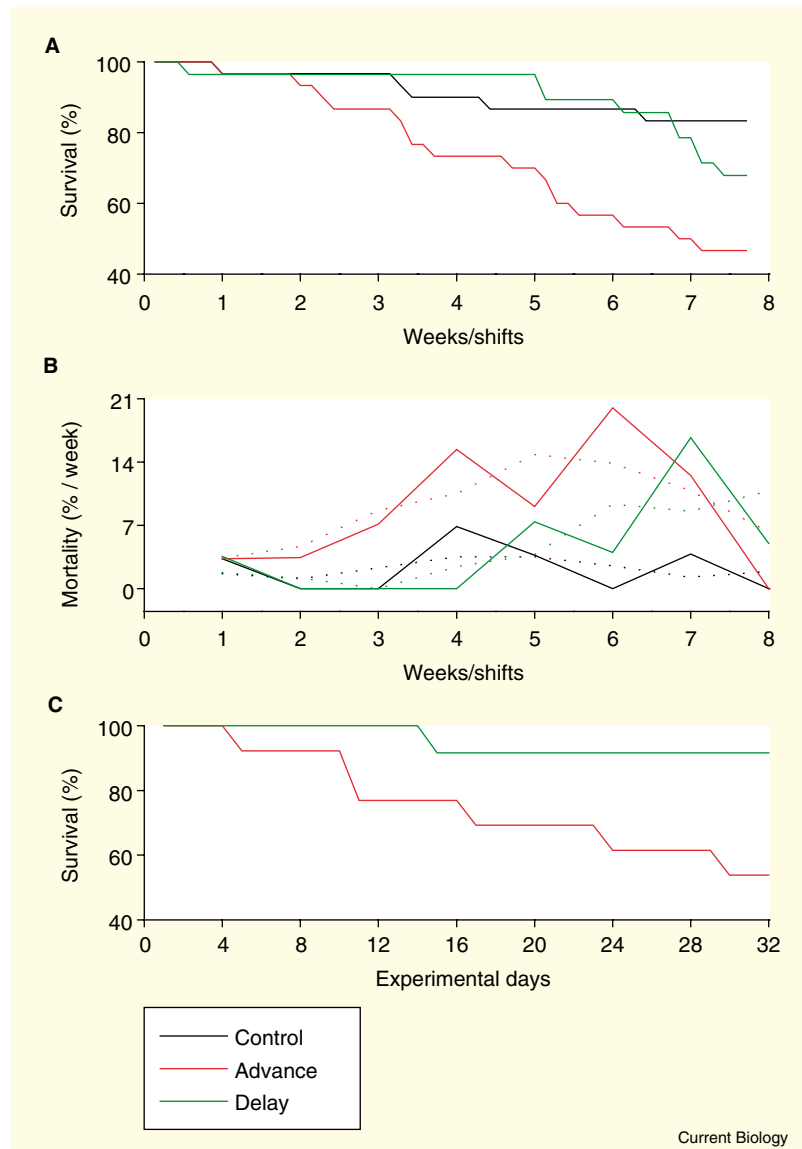 A
100
80
60
40
Survival (%)
0 1 2 3 4 5 6 7 8
Weeks/shifts
B
21
14
7
0
Mortality (% / week)
0 1 2 3 4 5 6 7 8
Weeks/shifts
C
100
80
60
40
Survival (%)
0 4 8 12 16 20 24 28 32
Experimental days
Control
Advance
Delay
Current Biology